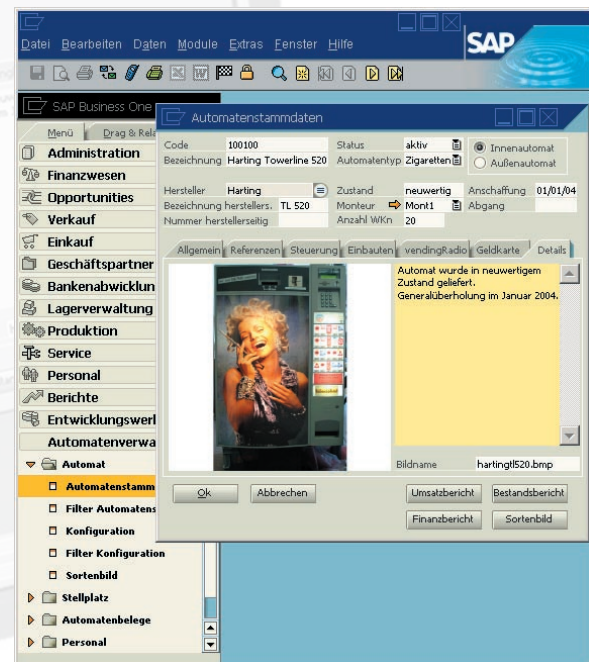 Datei Bearbeiten Daten Module Extras Fenster Hilfe
SAP
SAP Business One
Menü Drag & Rela
Administration
Finanzwesen
Opportunities
Verkauf
Einkauf
Geschäftspartner
Bankenabwicklun
Lagerverwaltung
Produktion
Service
Personal
Berichte
Entwicklungswerk
Automatenverwa
Automat
Automatenstamm
Filter Automatens
Konfiguration
Filter Konfiguration
Sortenbild
Stellplatz
Automatenbelege
Personal
Automatenstammdaten
Code 100100 Status aktiv Innenautomat
Bezeichnung Harting Towerline 520 Automatentyp Zigaretten Außenautomat
Hersteller Harting Zustand neuwertig Anschaffung 01/01/04
Bezeichnung herstellers. TL 520 Monteur Mont1 Abgang
Nummer herstellerseitig Anzahl WKn 20
Allgemein Referenzen Steuerung Einbauten vendingRadio Geldkarte Details
Automat wurde in neuwertigem
Zustand geliefert.
Generalüberholung im Januar 2004.
Bildname hartingtl520.bmp
Ok Abbrechen Umsatzbericht Bestandsbericht
Finanzbericht Sortenbild